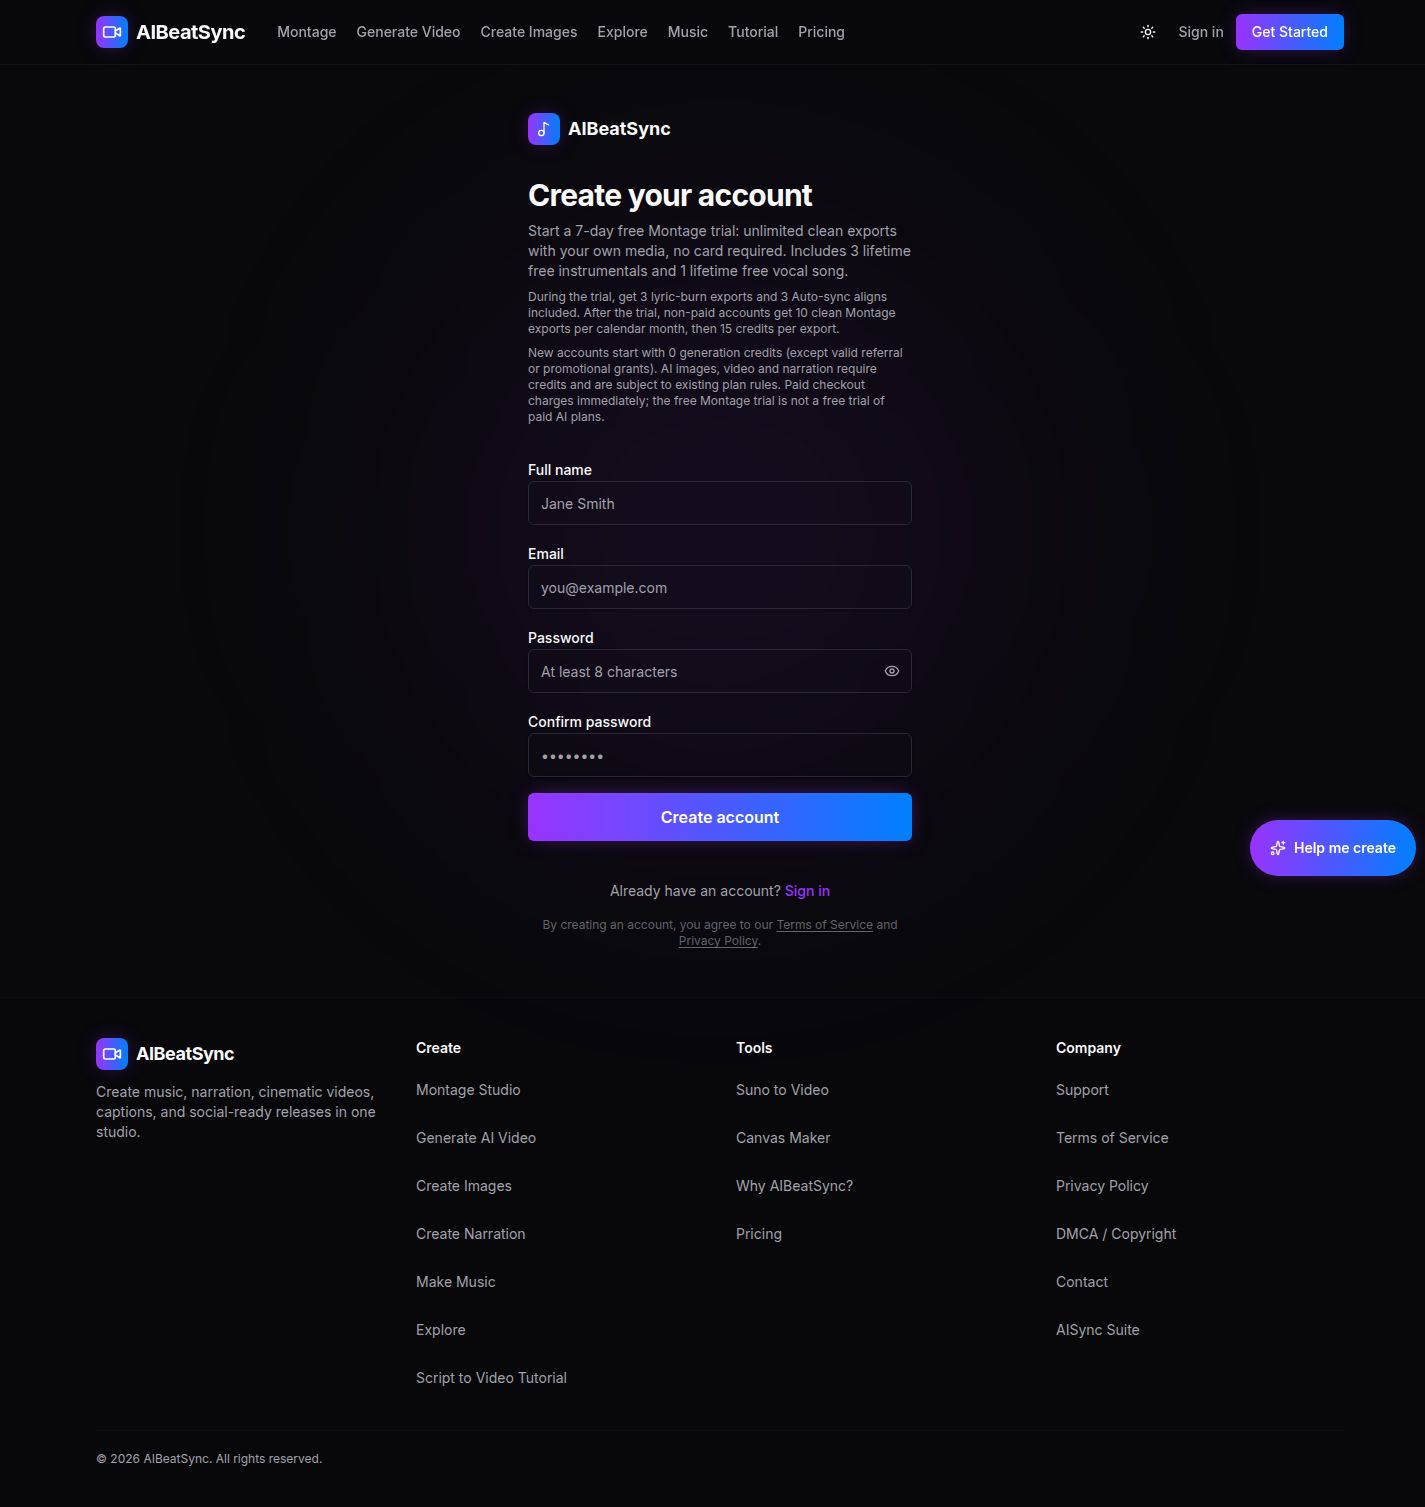 AIBeatSync
Montage
Generate Video
Create Images
Explore
Music
Tutorial
Pricing
Sign in
Get Started
AIBeatSync
Create your account
Start a 7-day free Montage trial: unlimited clean exports
with your own media, no card required. Includes 3 lifetime
free instrumentals and 1 lifetime free vocal song.
During the trial, get 3 lyric-burn exports and 3 Auto-sync aligns
included. After the trial, non-paid accounts get 10 clean Montage
exports per calendar month, then 15 credits per export.
New accounts start with 0 generation credits (except valid referral
or promotional grants). AI images, video and narration require
credits and are subject to existing plan rules. Paid checkout
charges immediately; the free Montage trial is not a free trial of
paid AI plans.
Full name
Jane Smith
Email
you@example.com
Password
At least 8 characters
Confirm password
••••••••
Create account
Help me create
Already have an account? Sign in
By creating an account, you agree to our Terms of Service and
Privacy Policy.
AIBeatSync
Create music, narration, cinematic videos,
captions, and social-ready releases in one
studio.
Create
Montage Studio
Generate AI Video
Create Images
Create Narration
Make Music
Explore
Script to Video Tutorial
Tools
Suno to Video
Canvas Maker
Why AIBeatSync?
Pricing
Company
Support
Terms of Service
Privacy Policy
DMCA / Copyright
Contact
AISync Suite
© 2026 AIBeatSync. All rights reserved.